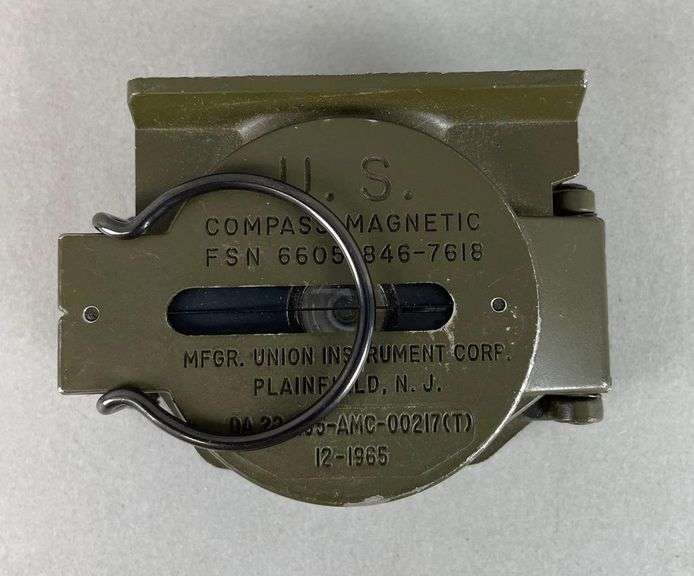 U. S.
COMPASS MAGNETIC
FSN 6605 846-7618
MFGR. UNION INSTRUMENT CORP.
PLAINFIELD, N. J.
DA AMC-00217(T)
12-1965